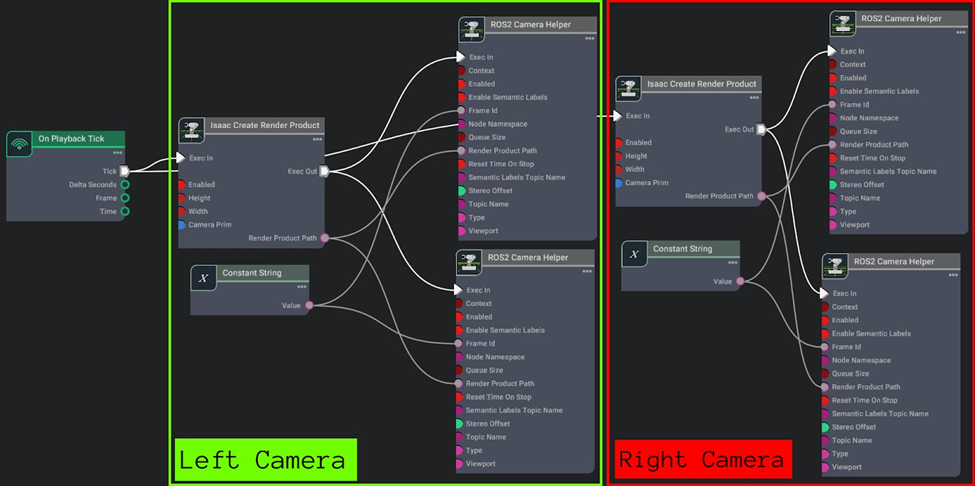 On Playback Tick
Tick
Delta Seconds
Frame
Time
Isaac Create Render Product
Exec In
Exec Out
Enabled
Height
Width
Camera Prim
Render Product Path
X
Constant String
Value
ROS2 Camera Helper
Exec In
Context
Enabled
Enable Semantic Labels
Frame Id
Node Namespace
Queue Size
Render Product Path
Reset Time On Stop
Semantic Labels Topic Name
Stereo Offset
Topic Name
Type
Viewport
ROS2 Camera Helper
Exec In
Context
Enabled
Enable Semantic Labels
Frame Id
Node Namespace
Queue Size
Render Product Path
Reset Time On Stop
Semantic Labels Topic Name
Stereo Offset
Topic Name
Type
Viewport
Left Camera
Isaac Create Render Product
Exec In
Exec Out
Enabled
Height
Width
Camera Prim
Render Product Path
X
Constant String
Value
ROS2 Camera Helper
Exec In
Context
Enabled
Enable Semantic Labels
Frame Id
Node Namespace
Queue Size
Render Product Path
Reset Time On Stop
Semantic Labels Topic Name
Stereo Offset
Topic Name
Type
Viewport
ROS2 Camera Helper
Exec In
Context
Enabled
Enable Semantic Labels
Frame Id
Node Namespace
Queue Size
Render Product Path
Reset Time On Stop
Semantic Labels Topic Name
Stereo Offset
Topic Name
Type
Viewport
Right Camera